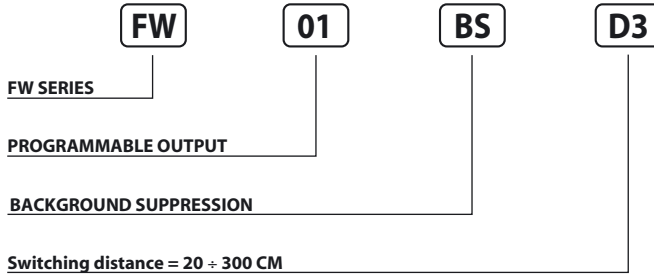 FW 01 BS D3
FW SERIES
PROGRAMMABLE OUTPUT
BACKGROUND SUPPRESSION
Switching distance = 20 ÷ 300 CM